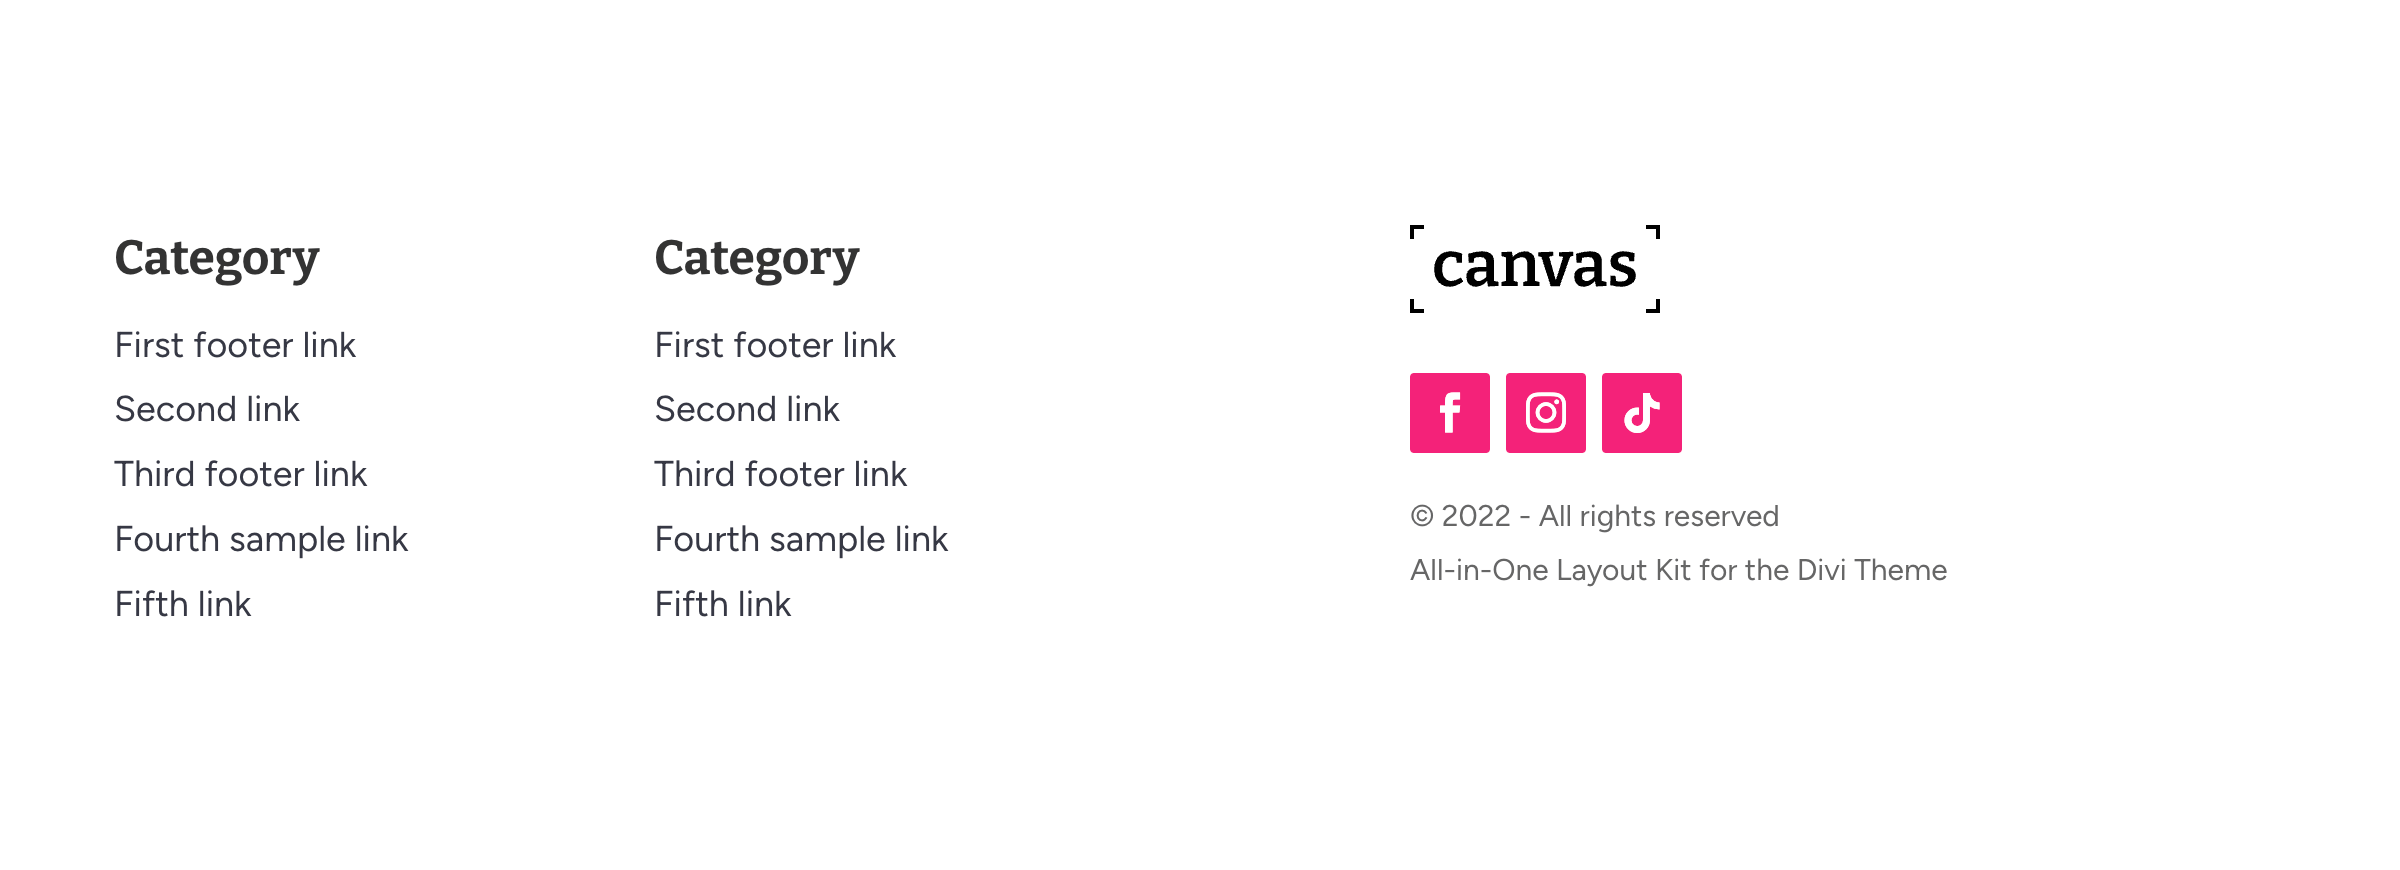 Category
First footer link
Second link
Third footer link
Fourth sample link
Fifth link
Category
First footer link
Second link
Third footer link
Fourth sample link
Fifth link
canvas
© 2022 - All rights reserved
All-in-One Layout Kit for the Divi Theme